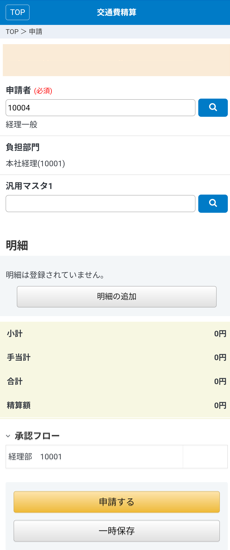 TOP
交通費精算
TOP ＞ 申請
申請者 (必須)
10004
経理一般
負担部門
本社経理(10001)
汎用マスタ1
明細
明細は登録されていません。
明細の追加
小計 0円
手当計 0円
合計 0円
精算額 0円
承認フロー
経理部　10001
申請する
一時保存